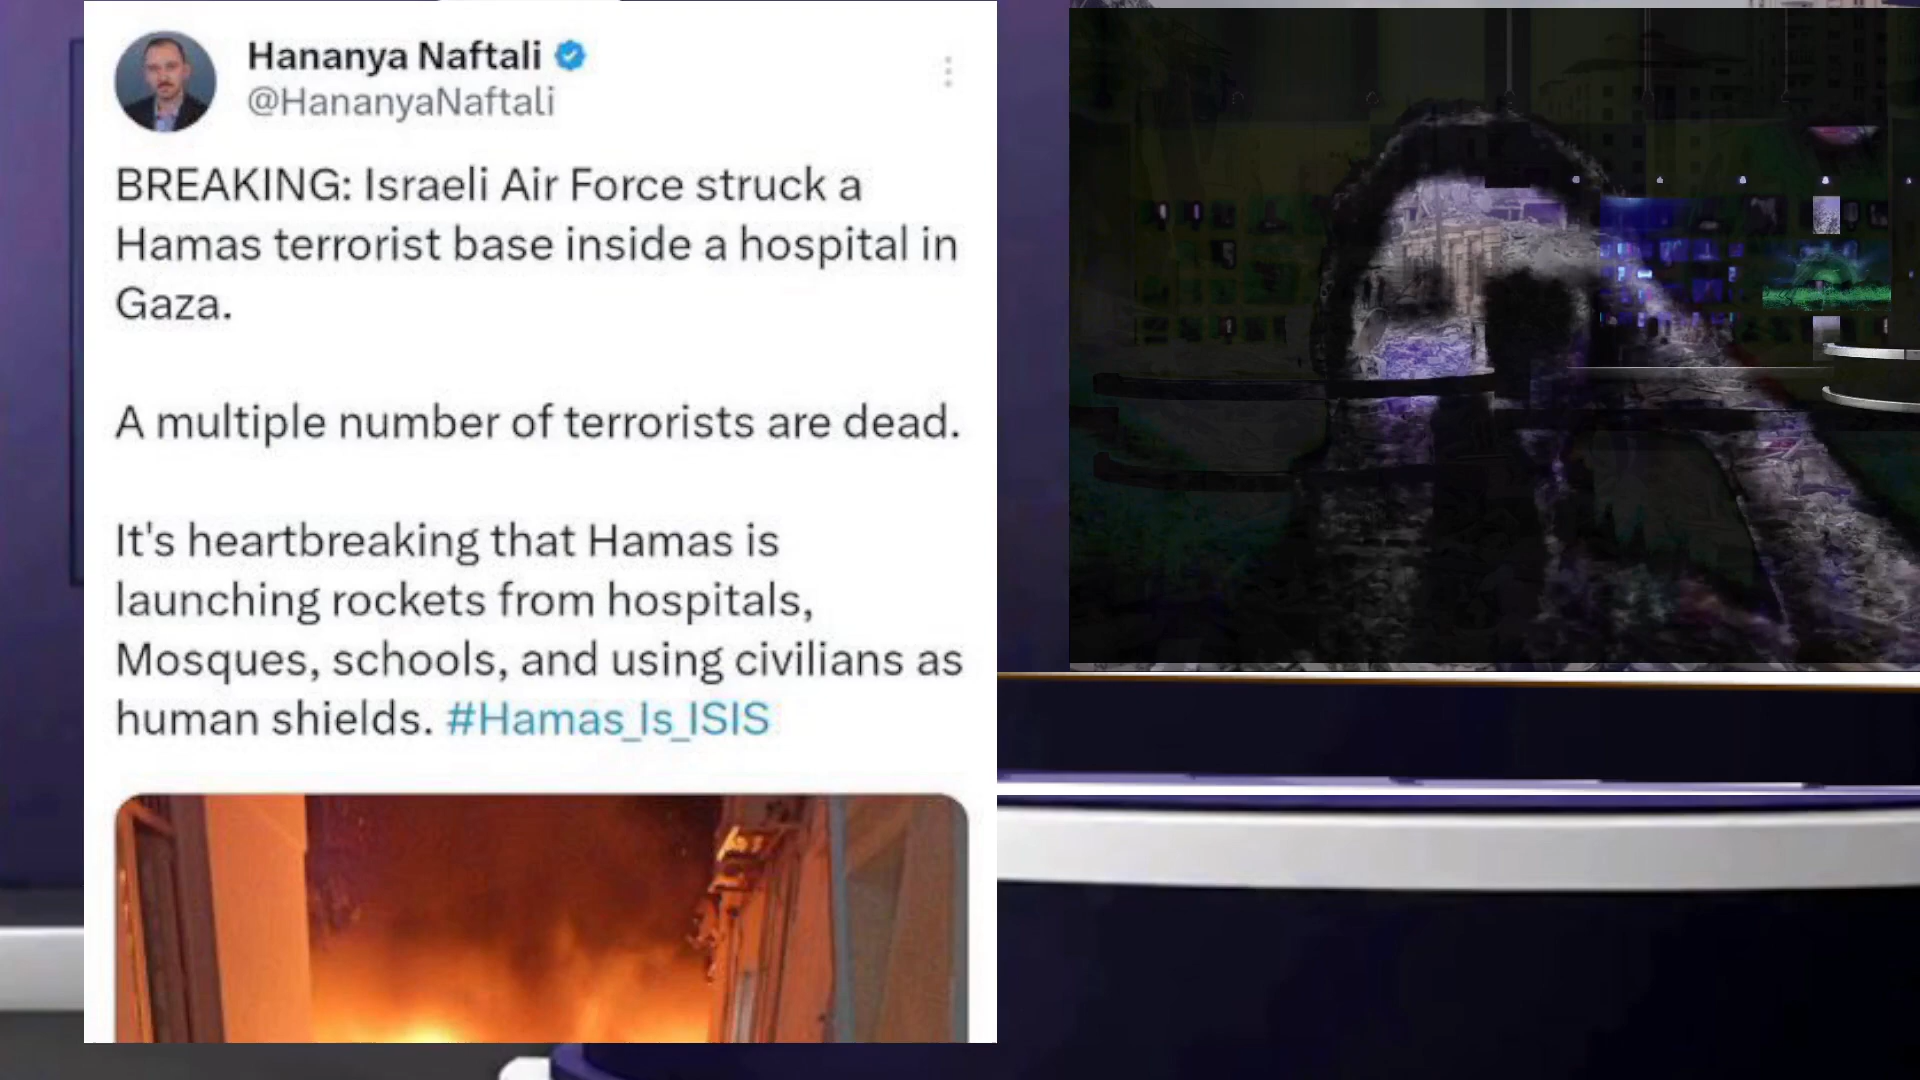 Hananya Naftali
@HananyaNaftali
BREAKING: Israeli Air Force struck a
Hamas terrorist base inside a hospital in
Gaza.
A multiple number of terrorists are dead.
It's heartbreaking that Hamas is
launching rockets from hospitals,
Mosques, schools, and using civilians as
human shields. #Hamas_Is_ISIS